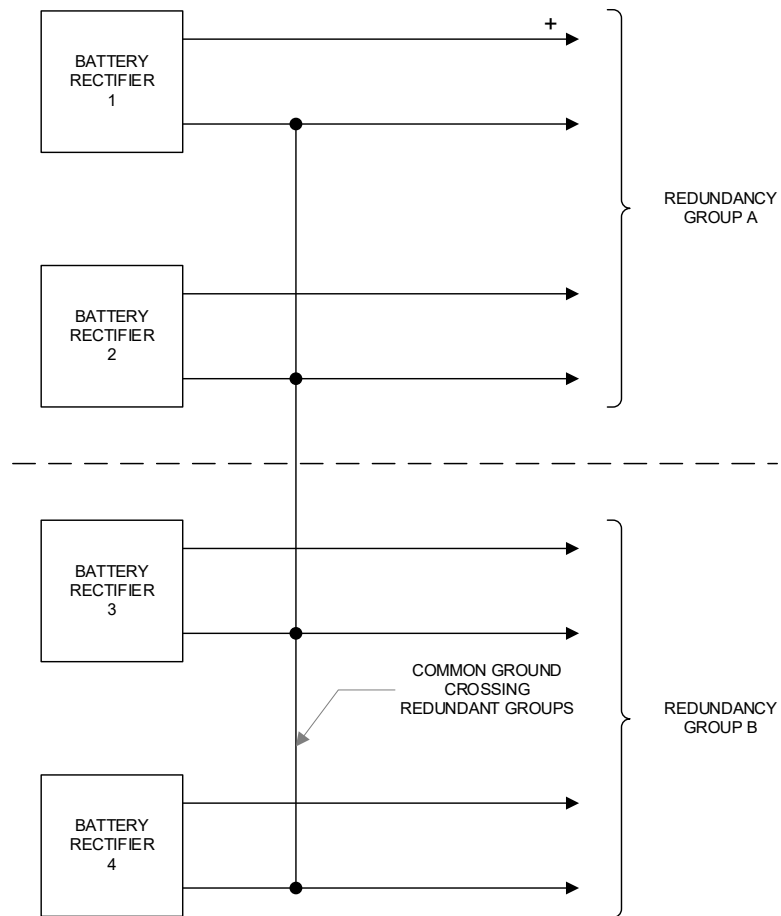 +
BATTERY
RECTIFIER
1
REDUNDANCY
GROUP A
BATTERY
RECTIFIER
2
BATTERY
RECTIFIER
3
COMMON GROUND
CROSSING
REDUNDANT GROUPS
REDUNDANCY
GROUP B
BATTERY
RECTIFIER
4